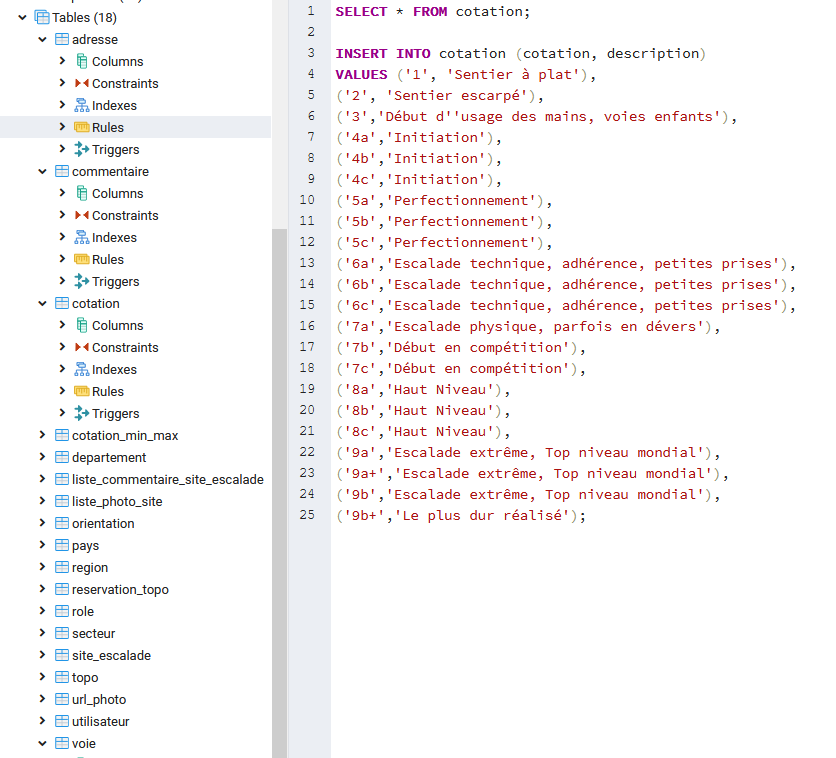 Tables (18)
adresse
Columns
Constraints
Indexes
Rules
Triggers
commentaire
Columns
Constraints
Indexes
Rules
Triggers
cotation
Columns
Constraints
Indexes
Rules
Triggers
cotation_min_max
departement
liste_commentaire_site_escalade
liste_photo_site
orientation
pays
region
reservation_topo
role
secteur
site_escalade
topo
url_photo
utilisateur
voie
1 SELECT * FROM cotation;
2
3 INSERT INTO cotation (cotation, description)
4 VALUES ('1', 'Sentier à plat'),
5 ('2', 'Sentier escarpé'),
6 ('3','Début d''usage des mains, voies enfants'),
7 ('4a','Initiation'),
8 ('4b','Initiation'),
9 ('4c','Initiation'),
10 ('5a','Perfectionnement'),
11 ('5b','Perfectionnement'),
12 ('5c','Perfectionnement'),
13 ('6a','Escalade technique, adhérence, petites prises'),
14 ('6b','Escalade technique, adhérence, petites prises'),
15 ('6c','Escalade technique, adhérence, petites prises'),
16 ('7a','Escalade physique, parfois en dévers'),
17 ('7b','Début en compétition'),
18 ('7c','Début en compétition'),
19 ('8a','Haut Niveau'),
20 ('8b','Haut Niveau'),
21 ('8c','Haut Niveau'),
22 ('9a','Escalade extrême, Top niveau mondial'),
23 ('9a+','Escalade extrême, Top niveau mondial'),
24 ('9b','Escalade extrême, Top niveau mondial'),
25 ('9b+','Le plus dur réalisé');